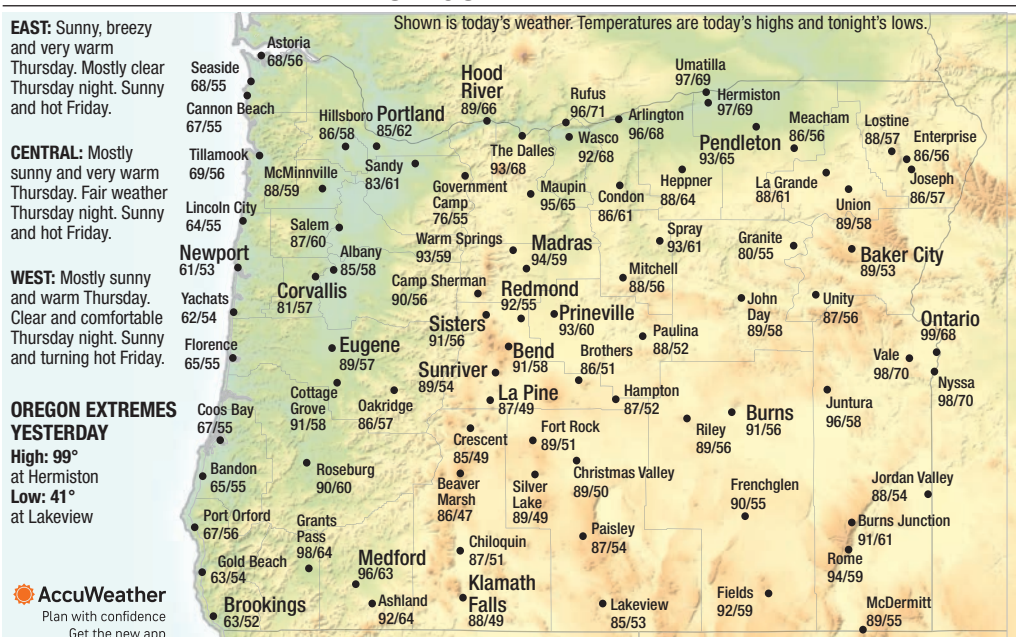 Shown is today's weather. Temperatures are today's highs and tonight's lows.
EAST: Sunny, breezy
and very warm
Thursday. Mostly clear
Thursday night. Sunny
and hot Friday.
CENTRAL: Mostly
sunny and very warm
Thursday. Fair weather
Thursday night. Sunny
and hot Friday.
WEST: Mostly sunny
and warm Thursday.
Clear and comfortable
Thursday night. Sunny
and turning hot Friday.
OREGON EXTREMES
YESTERDAY
High: 99°
at Hermiston
Low: 41°
at Lakeview
AccuWeather
Plan with confidence
Get the new app
Astoria
68/56
Seaside
68/55
Cannon Beach
67/55
Tillamook
69/56
Lincoln City
64/55
Newport
61/53
Yachats
62/54
Florence
65/55
Coos Bay
67/55
Bandon
65/55
Port Orford
67/56
Gold Beach
63/54
Brookings
63/52
Hillsboro
86/58
Portland
85/62
Sandy
83/61
McMinnville
88/59
Salem
87/60
Albany
85/58
Corvallis
81/57
Eugene
89/57
Cottage
Grove
91/58
Oakridge
86/57
Roseburg
90/60
Grants
Pass
98/64
Medford
96/63
Ashland
92/64
Hood
River
89/66
The Dalles
93/68
Rufus
96/71
Wasco
92/68
Arlington
96/68
Umatilla
97/69
Hermiston
97/69
Pendleton
93/65
Meacham
86/56
Lostine
88/57
Enterprise
86/56
Joseph
86/57
La Grande
88/61
Union
89/58
Government
Camp
76/55
Maupin
95/65
Condon
86/61
Heppner
88/64
Warm Springs
93/59
Madras
94/59
Spray
93/61
Granite
80/55
Baker City
89/53
Camp Sherman
90/56
Redmond
92/55
Mitchell
88/56
Sisters
91/56
Prineville
93/60
Paulina
88/52
John
Day
89/58
Unity
87/56
Ontario
99/68
Vale
98/70
Nyssa
98/70
Bend
91/58
Brothers
86/51
Sunriver
89/54
La Pine
87/49
Hampton
87/52
Juntura
96/58
Burns
91/56
Riley
89/56
Crescent
85/49
Fort Rock
89/51
Christmas Valley
89/50
Beaver
Marsh
86/47
Silver
Lake
89/49
Frenchglen
90/55
Jordan Valley
88/54
Burns Junction
91/61
Paisley
87/54
Chiloquin
87/51
Rome
94/59
Klamath
Falls
88/49
Lakeview
85/53
Fields
92/59
McDermitt
89/55